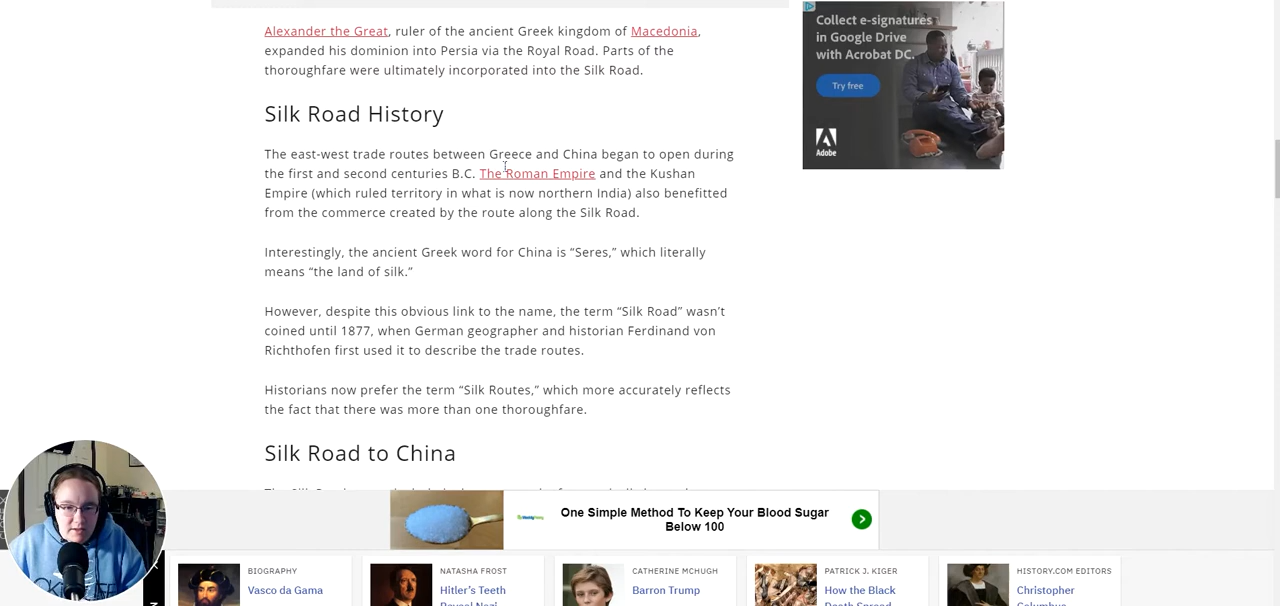 Alexander the Great, ruler of the ancient Greek kingdom of Macedonia,
expanded his dominion into Persia via the Royal Road. Parts of the
thoroughfare were ultimately incorporated into the Silk Road.
Silk Road History
The east-west trade routes between Greece and China began to open during
the first and second centuries B.C. The Roman Empire and the Kushan
Empire (which ruled territory in what is now northern India) also benefitted
from the commerce created by the route along the Silk Road.
Interestingly, the ancient Greek word for China is “Seres,” which literally
means “the land of silk.”
However, despite this obvious link to the name, the term “Silk Road” wasn’t
coined until 1877, when German geographer and historian Ferdinand von
Richthofen first used it to describe the trade routes.
Historians now prefer the term “Silk Routes,” which more accurately reflects
the fact that there was more than one thoroughfare.
Silk Road to China
Collect e-signatures
in Google Drive
with Acrobat DC.
Try free
Adobe
One Simple Method To Keep Your Blood Sugar
Below 100
BIOGRAPHY
Vasco da Gama
NATASHA FROST
Hitler’s Teeth
Reveal Nazi
CATHERINE MCHUGH
Barron Trump
PATRICK J. KIGER
How the Black
Death Spread
HISTORY.COM EDITORS
Christopher
Columbus